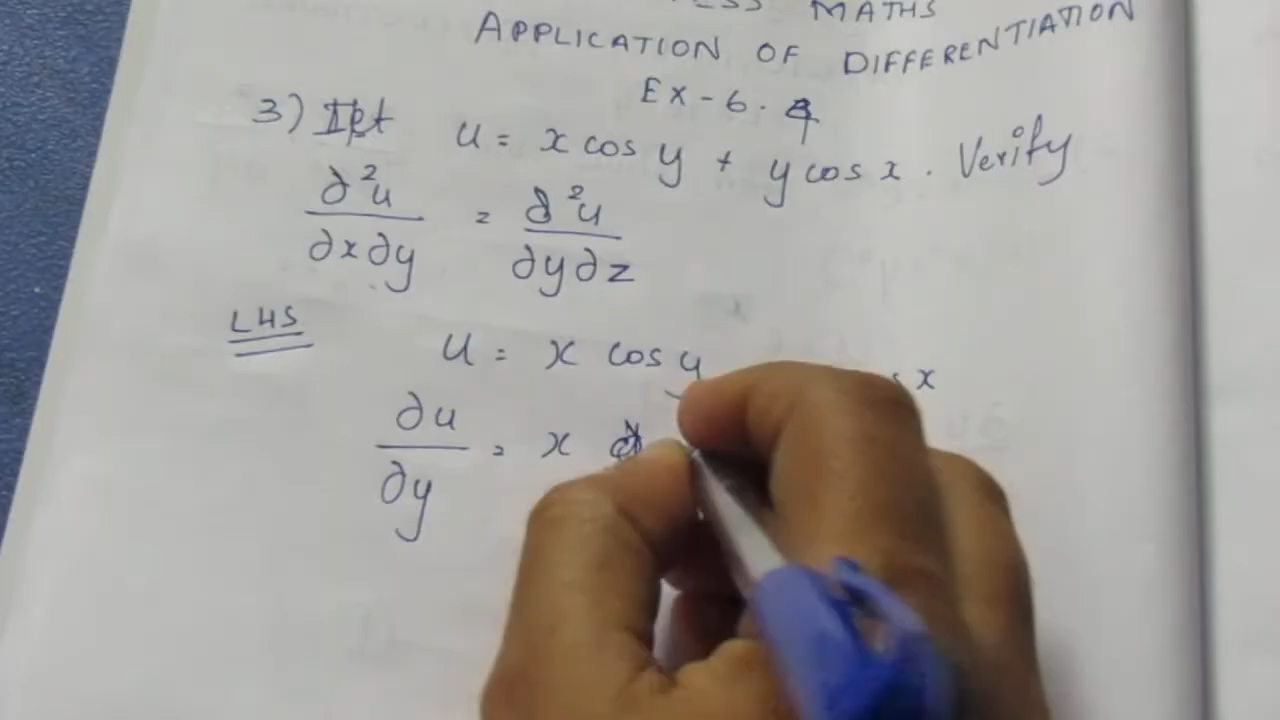 MATHS
APPLICATION OF DIFFERENTIATION
EX-6.4
3) Let u = x cos y + y cos x. Verify
∂²u/∂x∂y = ∂²u/∂y∂z
LHS
u = x cos y x
∂u/∂y = x